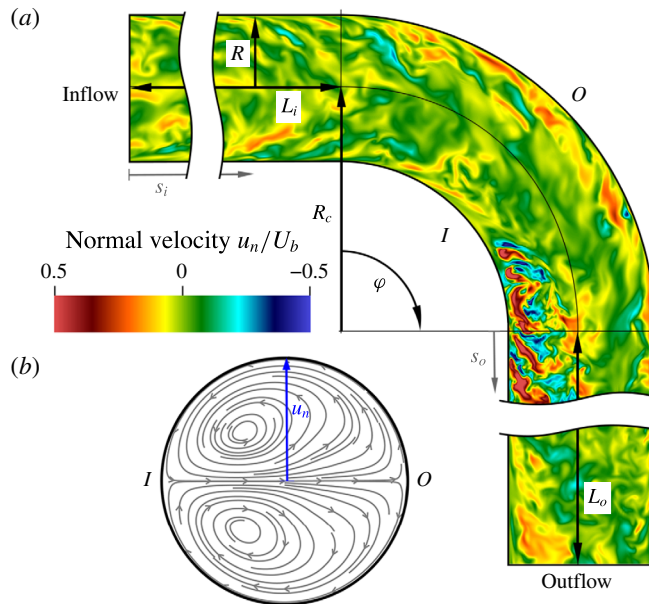 (a)
R
O
Inflow
L_i
s_i
R_c
I
Normal velocity u_n/U_b
0.5 0 −0.5
φ
s_o
(b)
u_n
I O
L_o
Outflow